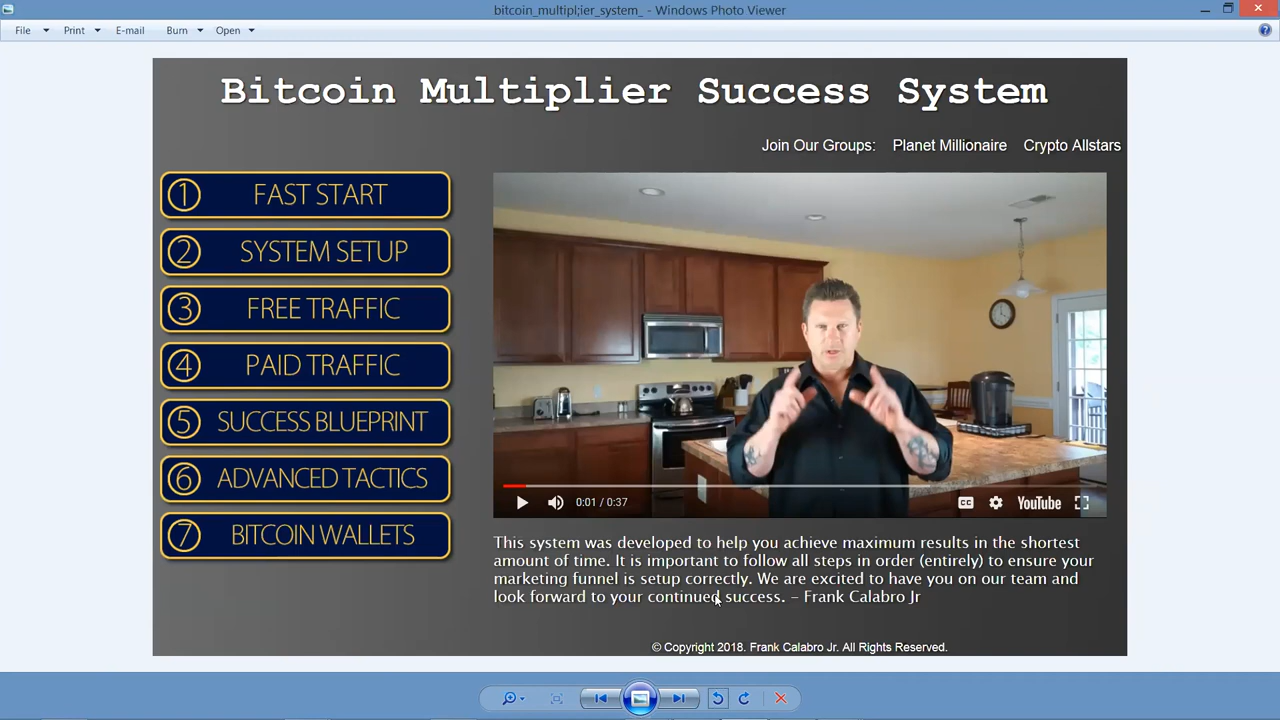 bitcoin_multipl;ier_system_ - Windows Photo Viewer
File Print E-mail Burn Open
Bitcoin Multiplier Success System
Join Our Groups: Planet Millionaire Crypto Allstars
1 FAST START
2 SYSTEM SETUP
3 FREE TRAFFIC
4 PAID TRAFFIC
5 SUCCESS BLUEPRINT
6 ADVANCED TACTICS
7 BITCOIN WALLETS
0:01 / 0:37 CC YouTube
This system was developed to help you achieve maximum results in the shortest
amount of time. It is important to follow all steps in order (entirely) to ensure your
marketing funnel is setup correctly. We are excited to have you on our team and
look forward to your continued success. – Frank Calabro Jr
© Copyright 2018. Frank Calabro Jr. All Rights Reserved.